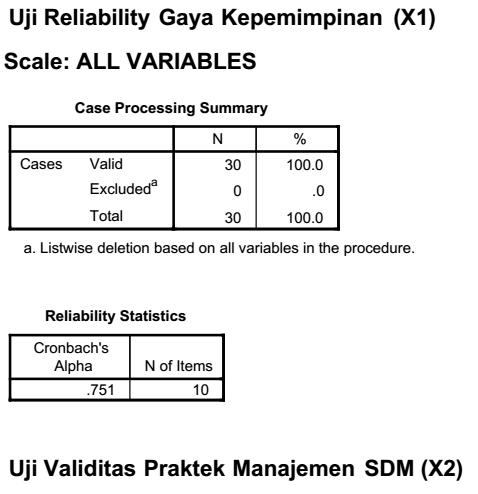 Uji Reliability Gaya Kepemimpinan (X1)
Scale: ALL VARIABLES
Case Processing Summary
N %
Cases Valid 30 100.0
Excludedᵃ 0 .0
Total 30 100.0
a. Listwise deletion based on all variables in the procedure.
Reliability Statistics
Cronbach's
Alpha N of Items
.751 10
Uji Validitas Praktek Manajemen SDM (X2)